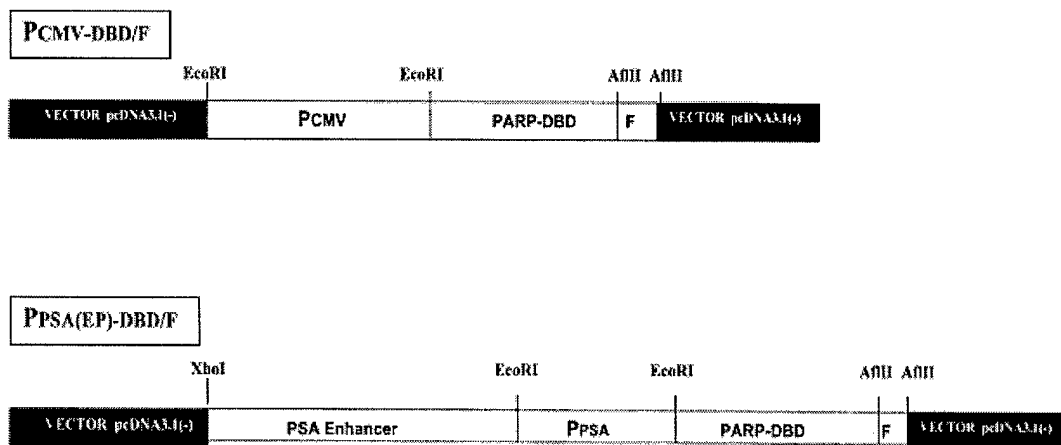 PCMV-DBD/F
EcoRI EcoRI AflII AflII
VECTOR pcDNA3.1(-) PCMV PARP-DBD F VECTOR pcDNA3.1(-)
PPSA(EP)-DBD/F
XhoI EcoRI EcoRI AflII AflII
VECTOR pcDNA3.1(-) PSA Enhancer PPSA PARP-DBD F VECTOR pcDNA3.1(-)